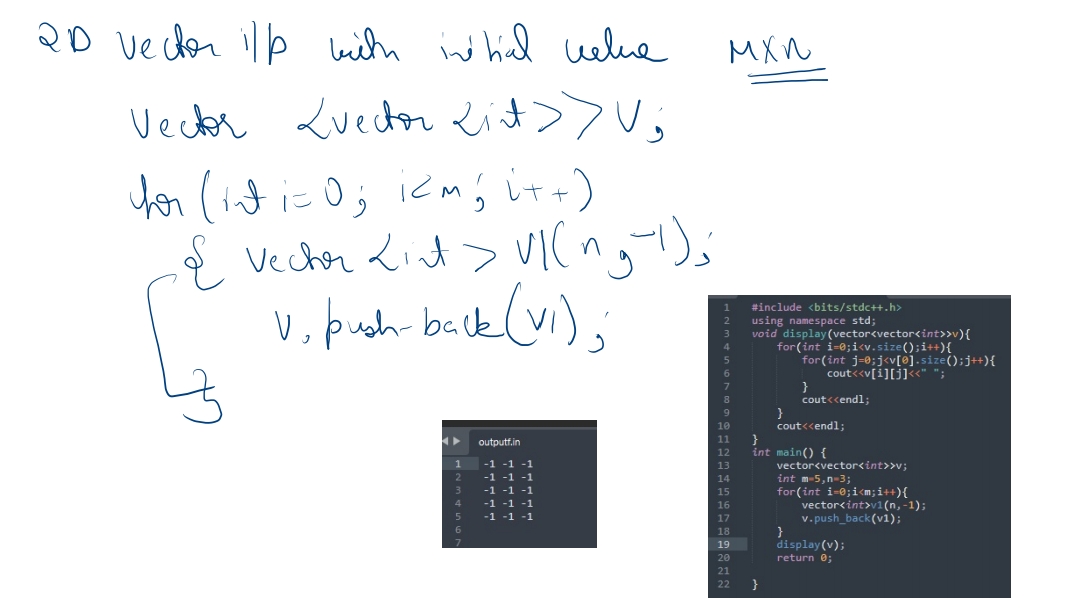 2D vector i/p with initial value mxn
vector <vector <int>> v;
for (int i=0; i<m; i++)
{ vector <int> v1(n,-1);
v.push-back(v1);
}
outputf.in
1 -1 -1 -1
2 -1 -1 -1
3 -1 -1 -1
4 -1 -1 -1
5 -1 -1 -1
6
7
1 #include <bits/stdc++.h>
2 using namespace std;
3 void display(vector<vector<int>>v){
4 for(int i=0;i<v.size();i++){
5 for(int j=0;j<v[0].size();j++){
6 cout<<v[i][j]<<" ";
7 }
8 cout<<endl;
9 }
10 cout<<endl;
11 }
12 int main() {
13 vector<vector<int>>v;
14 int m=5,n=3;
15 for(int i=0;i<m;i++){
16 vector<int>v1(n,-1);
17 v.push_back(v1);
18 }
19 display(v);
20 return 0;
21
22 }